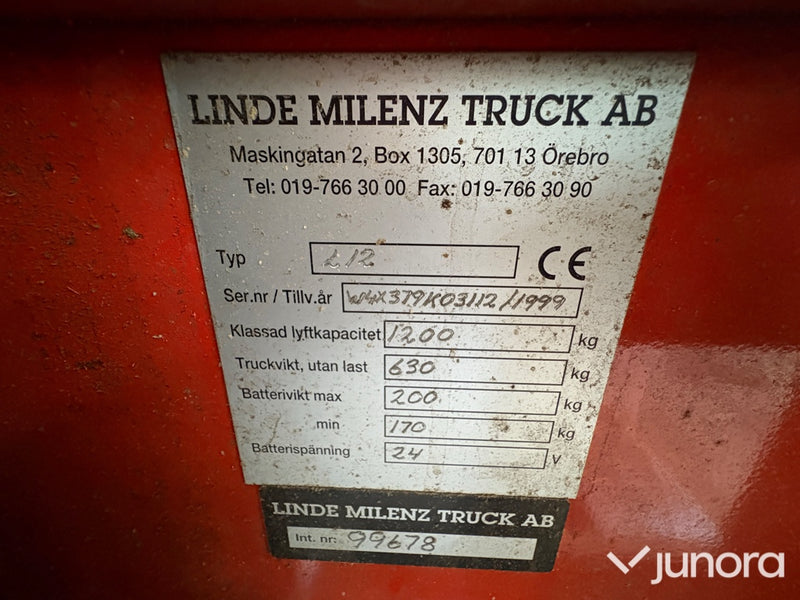 LINDE MILENZ TRUCK AB
Maskingatan 2, Box 1305, 701 13 Örebro
Tel: 019-766 30 00 Fax: 019-766 30 90
Typ L12 CE
Ser.nr / Tillv.år W4X379K03112/1999
Klassad lyftkapacitet 1200 kg
Truckvikt, utan last 630 kg
Batterivikt max 200 kg
min 170 kg
Batterispänning 24 V
LINDE MILENZ TRUCK AB
Int. nr: 99678
junora